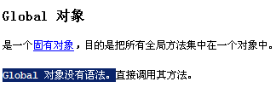 Global 对象
是一个固有对象，目的是把所有全局方法集中在一个对象中。
Global 对象没有语法。直接调用其方法。